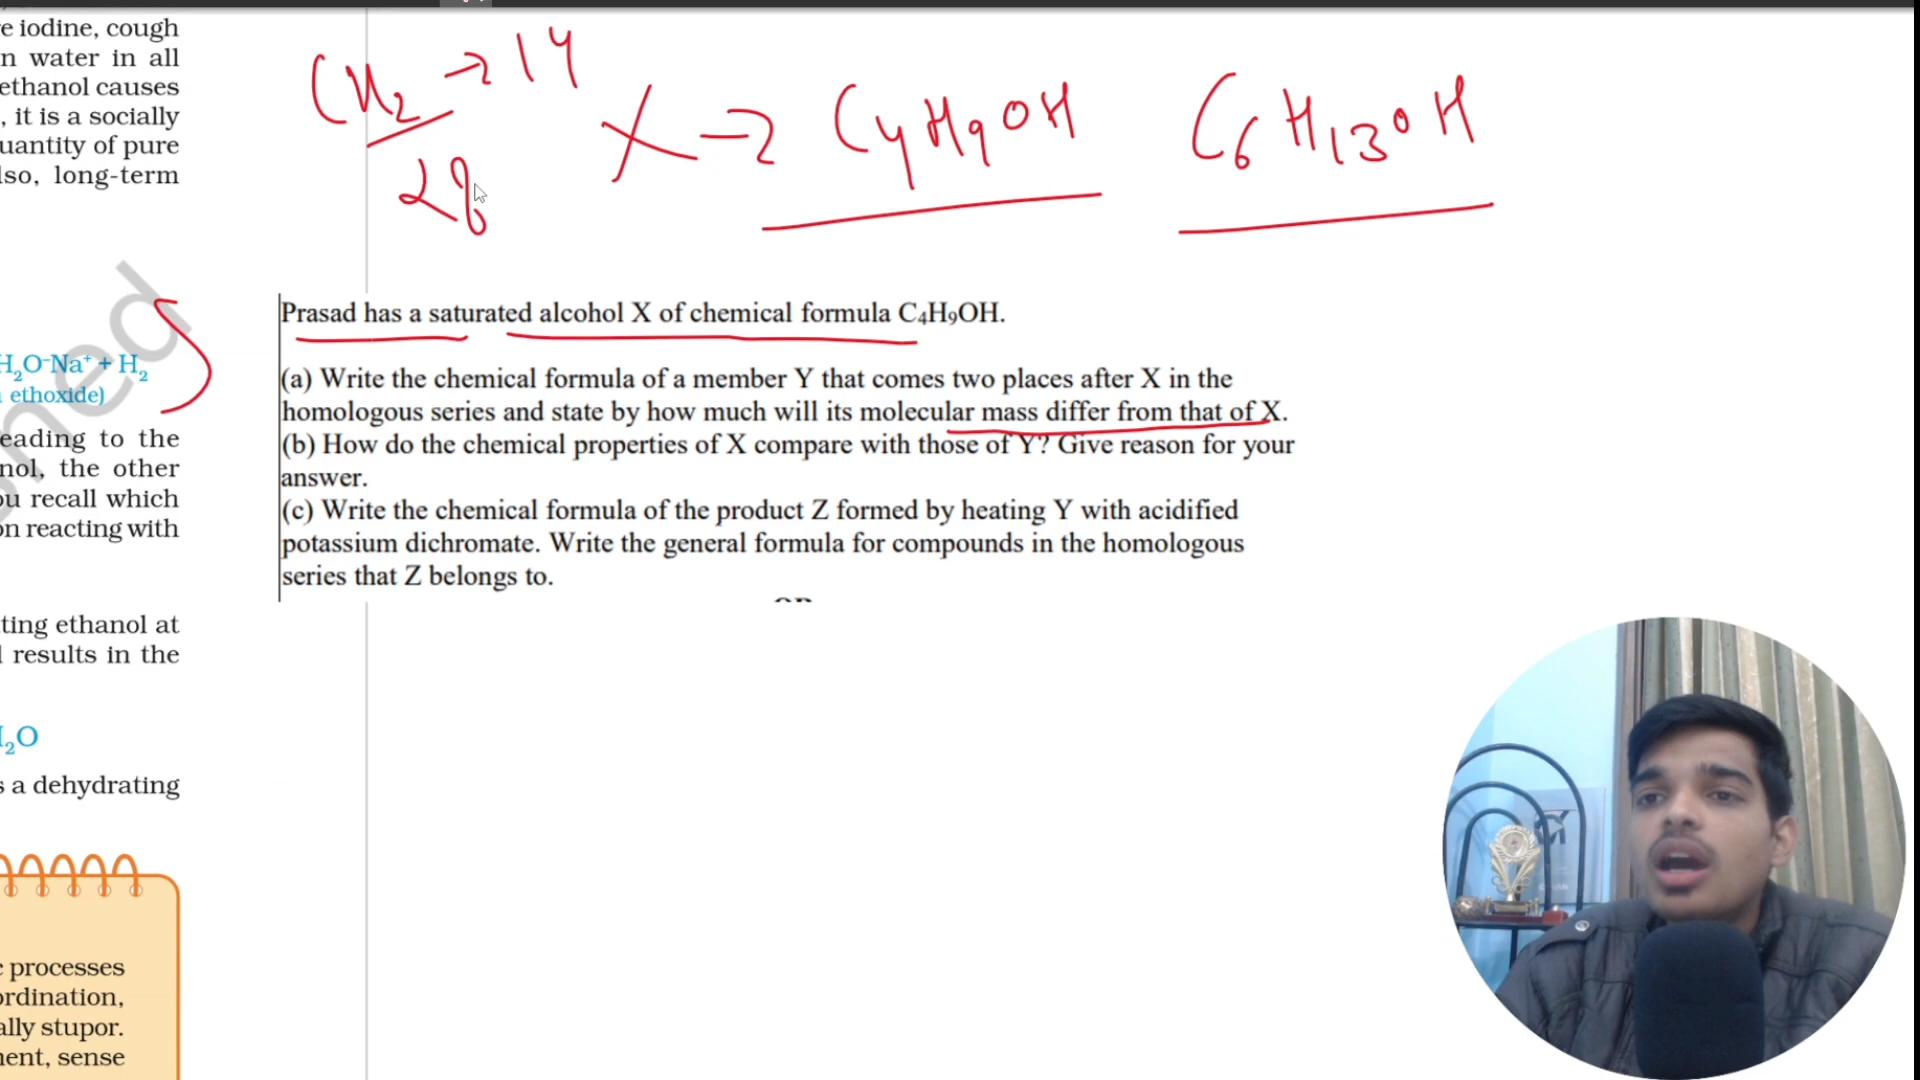 e iodine, cough
n water in all
ethanol causes
, it is a socially
uantity of pure
lso, long-term
CH₂ → 14
28
X → C₄H₉OH C₆H₁₃OH
Prasad has a saturated alcohol X of chemical formula C₄H₉OH.
(a) Write the chemical formula of a member Y that comes two places after X in the
homologous series and state by how much will its molecular mass differ from that of X.
(b) How do the chemical properties of X compare with those of Y? Give reason for your
answer.
(c) Write the chemical formula of the product Z formed by heating Y with acidified
potassium dichromate. Write the general formula for compounds in the homologous
series that Z belongs to.
H₂O⁻Na⁺ + H₂
ethoxide)
eading to the
nol, the other
ou recall which
on reacting with
ting ethanol at
results in the
I₂O
s a dehydrating
c processes
ordination,
ally stupor.
ment, sense